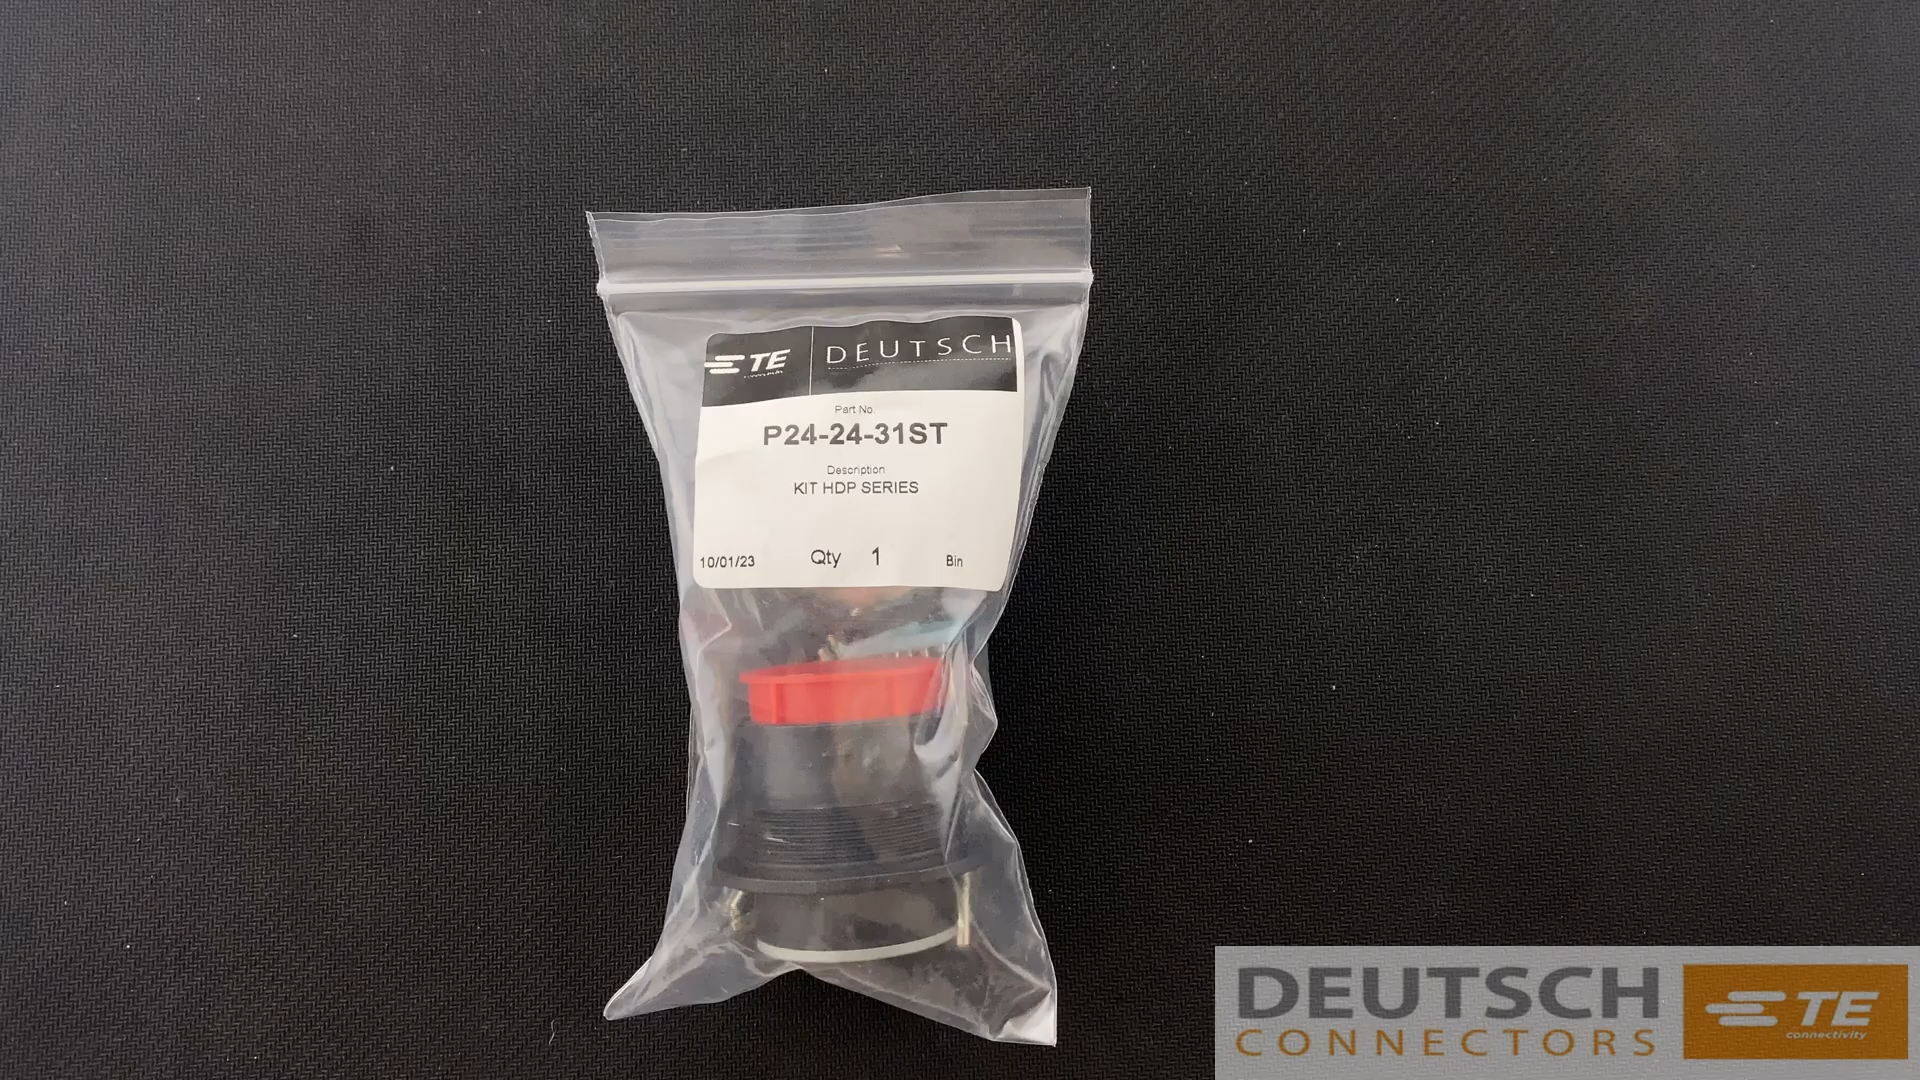 TE
DEUTSCH
Part No.
P24-24-31ST
Description
KIT HDP SERIES
10/01/23 Qty 1 Bin
DEUTSCH
CONNECTORS
TE
connectivity